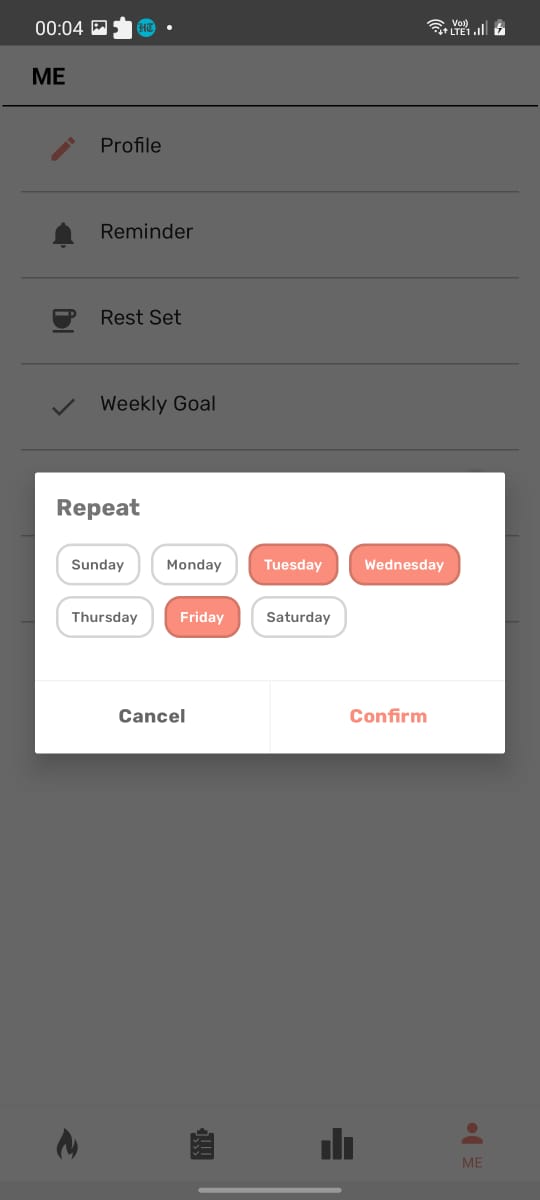 00:04
Vo))
LTE1
ME
Profile
Reminder
Rest Set
Weekly Goal
Repeat
Sunday Monday Tuesday Wednesday
Thursday Friday Saturday
Cancel Confirm
ME